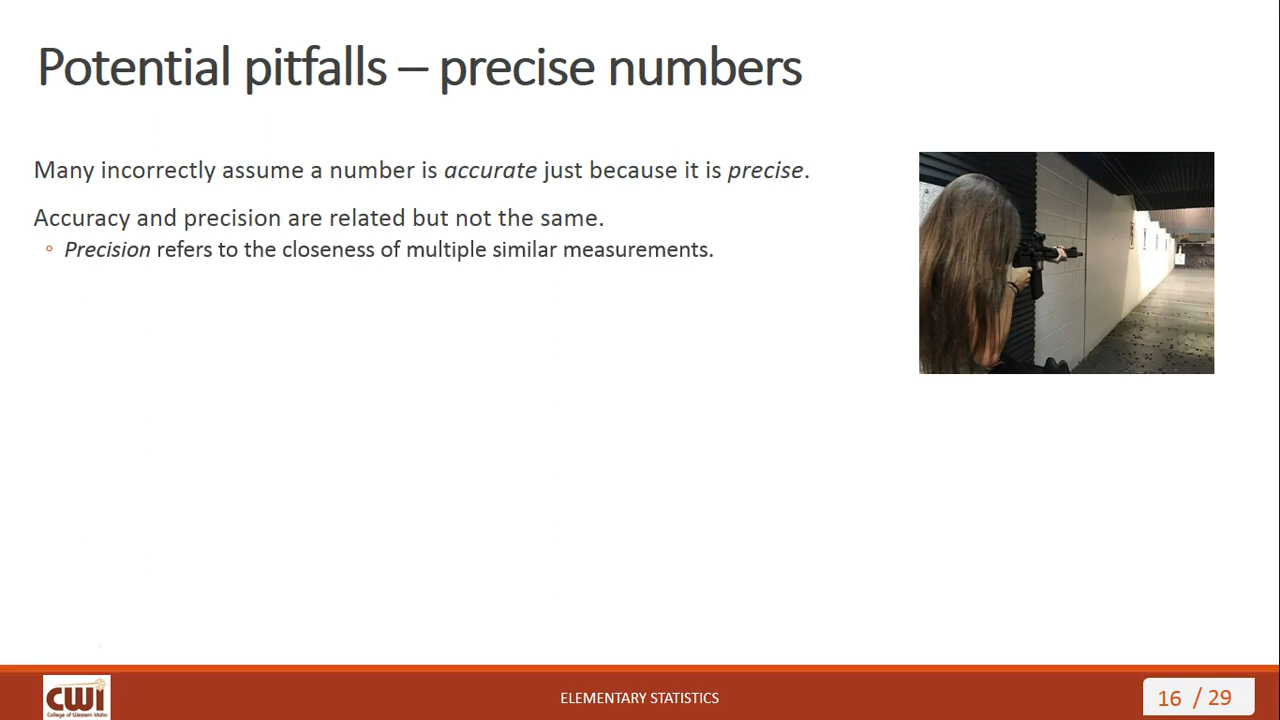 Potential pitfalls – precise numbers
Many incorrectly assume a number is accurate just because it is precise.
Accuracy and precision are related but not the same.
Precision refers to the closeness of multiple similar measurements.
CWI
College of Western Idaho
ELEMENTARY STATISTICS
16 / 29